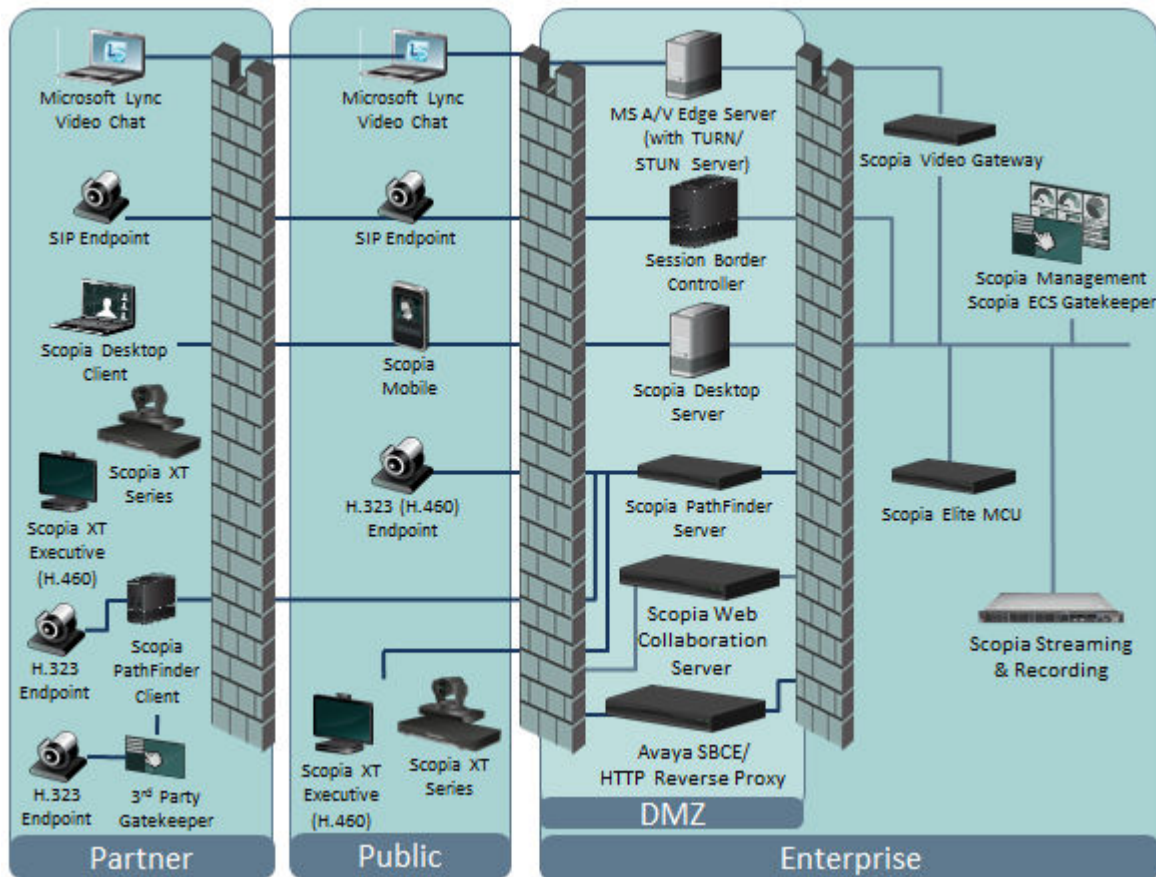 Microsoft Lync
Video Chat
SIP Endpoint
Scopia Desktop
Client
Scopia XT
Series
Scopia XT
Executive
(H.460)
H.323
Endpoint
Scopia
PathFinder
Client
H.323
Endpoint
3rd Party
Gatekeeper
Partner
Microsoft Lync
Video Chat
SIP Endpoint
Scopia
Mobile
H.323 (H.460)
Endpoint
Scopia XT
Executive
(H.460)
Scopia XT
Series
Public
MS A/V Edge Server
(with TURN/
STUN Server)
Session Border
Controller
Scopia Desktop
Server
Scopia PathFinder
Server
Scopia Web
Collaboration
Server
Avaya SBCE/
HTTP Reverse Proxy
DMZ
Scopia Video Gateway
Scopia Management
Scopia ECS Gatekeeper
Scopia Elite MCU
Scopia Streaming
& Recording
Enterprise